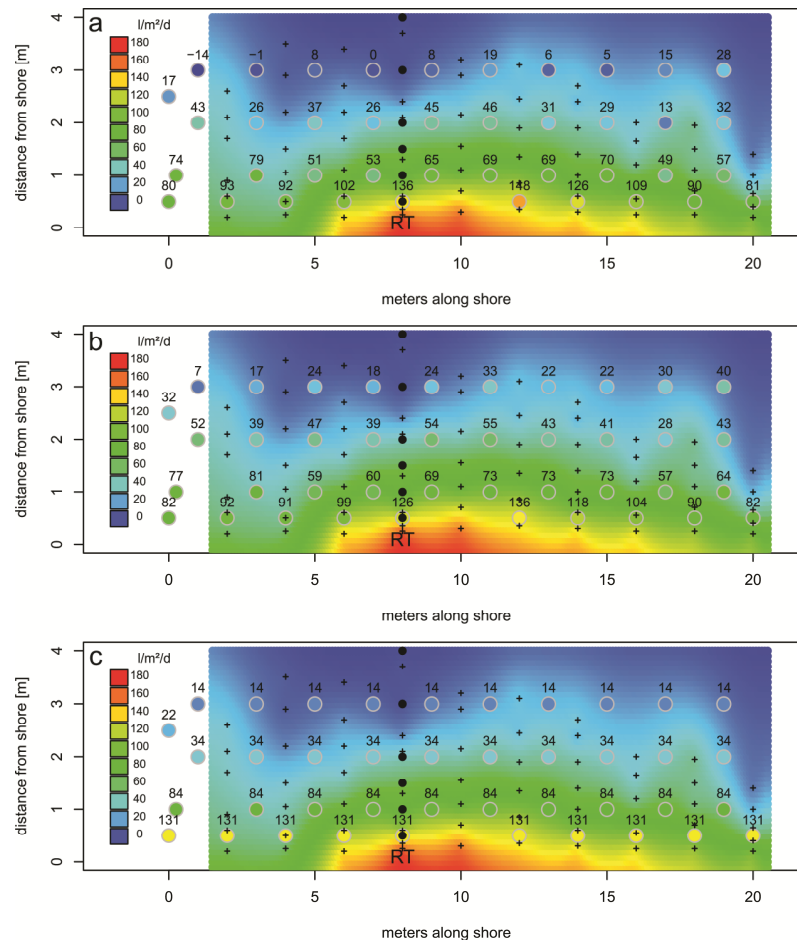 a
l/m²/d
180
160
140
120
100
80
60
40
20
0
distance from shore [m]
4
3
2
1
0
−14 −1 8 0 8 19 6 5 15 28
17
43 26 37 26 45 46 31 29 13 32
74 79 51 53 65 69 69 70 49 57
80 93 92 102 136 148 126 109 90 81
RT
0 5 10 15 20
meters along shore
b
l/m²/d
180
160
140
120
100
80
60
40
20
0
distance from shore [m]
4
3
2
1
0
7 17 24 18 24 33 22 22 30 40
32
52 39 47 39 54 55 43 41 28 43
77 81 59 60 69 73 73 73 57 64
82 92 91 99 126 136 118 104 90 82
RT
0 5 10 15 20
meters along shore
c
l/m²/d
180
160
140
120
100
80
60
40
20
0
distance from shore [m]
4
3
2
1
0
14 14 14 14 14 14 14 14 14 14
22
34 34 34 34 34 34 34 34 34 34
84 84 84 84 84 84 84 84 84 84
131 131 131 131 131 131 131 131 131 131
RT
0 5 10 15 20
meters along shore